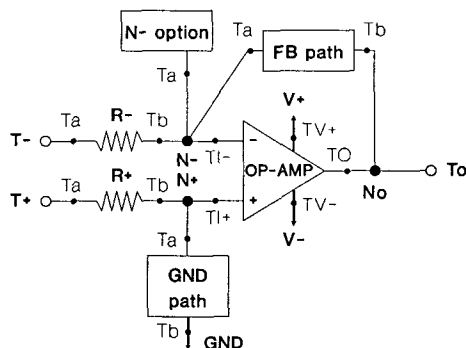 N- option
Ta
Ta
FB path
Tb
V+
R-
T-
Ta
Tb
N-
TI-
-
TV+
OP-AMP
TO
To
No
R+
N+
T+
Ta
Tb
TI+
+
TV-
V-
Ta
GND
path
Tb
GND